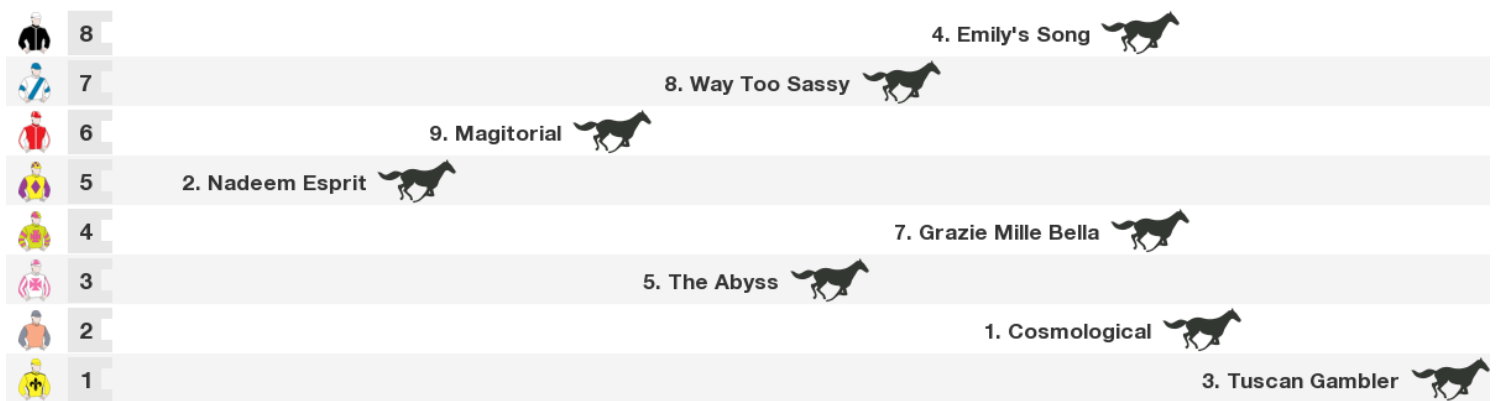 8 4. Emily's Song
7 8. Way Too Sassy
6 9. Magitorial
5 2. Nadeem Esprit
4 7. Grazie Mille Bella
3 5. The Abyss
2 1. Cosmological
1 3. Tuscan Gambler